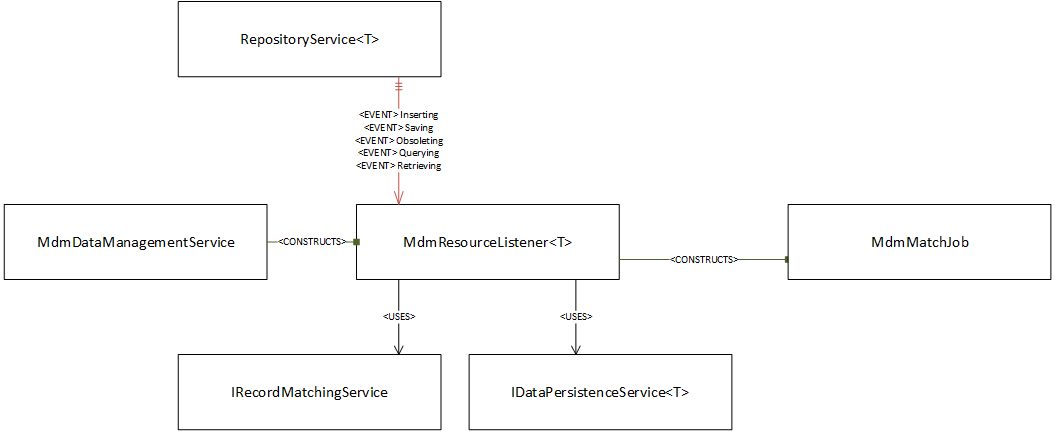 RepositoryService<T>
<EVENT> Inserting
<EVENT> Saving
<EVENT> Obsoleting
<EVENT> Querying
<EVENT> Retrieving
MdmDataManagementService
<CONSTRUCTS>
MdmResourceListener<T>
<CONSTRUCTS>
MdmMatchJob
<USES>
<USES>
IRecordMatchingService
IDataPersistenceService<T>